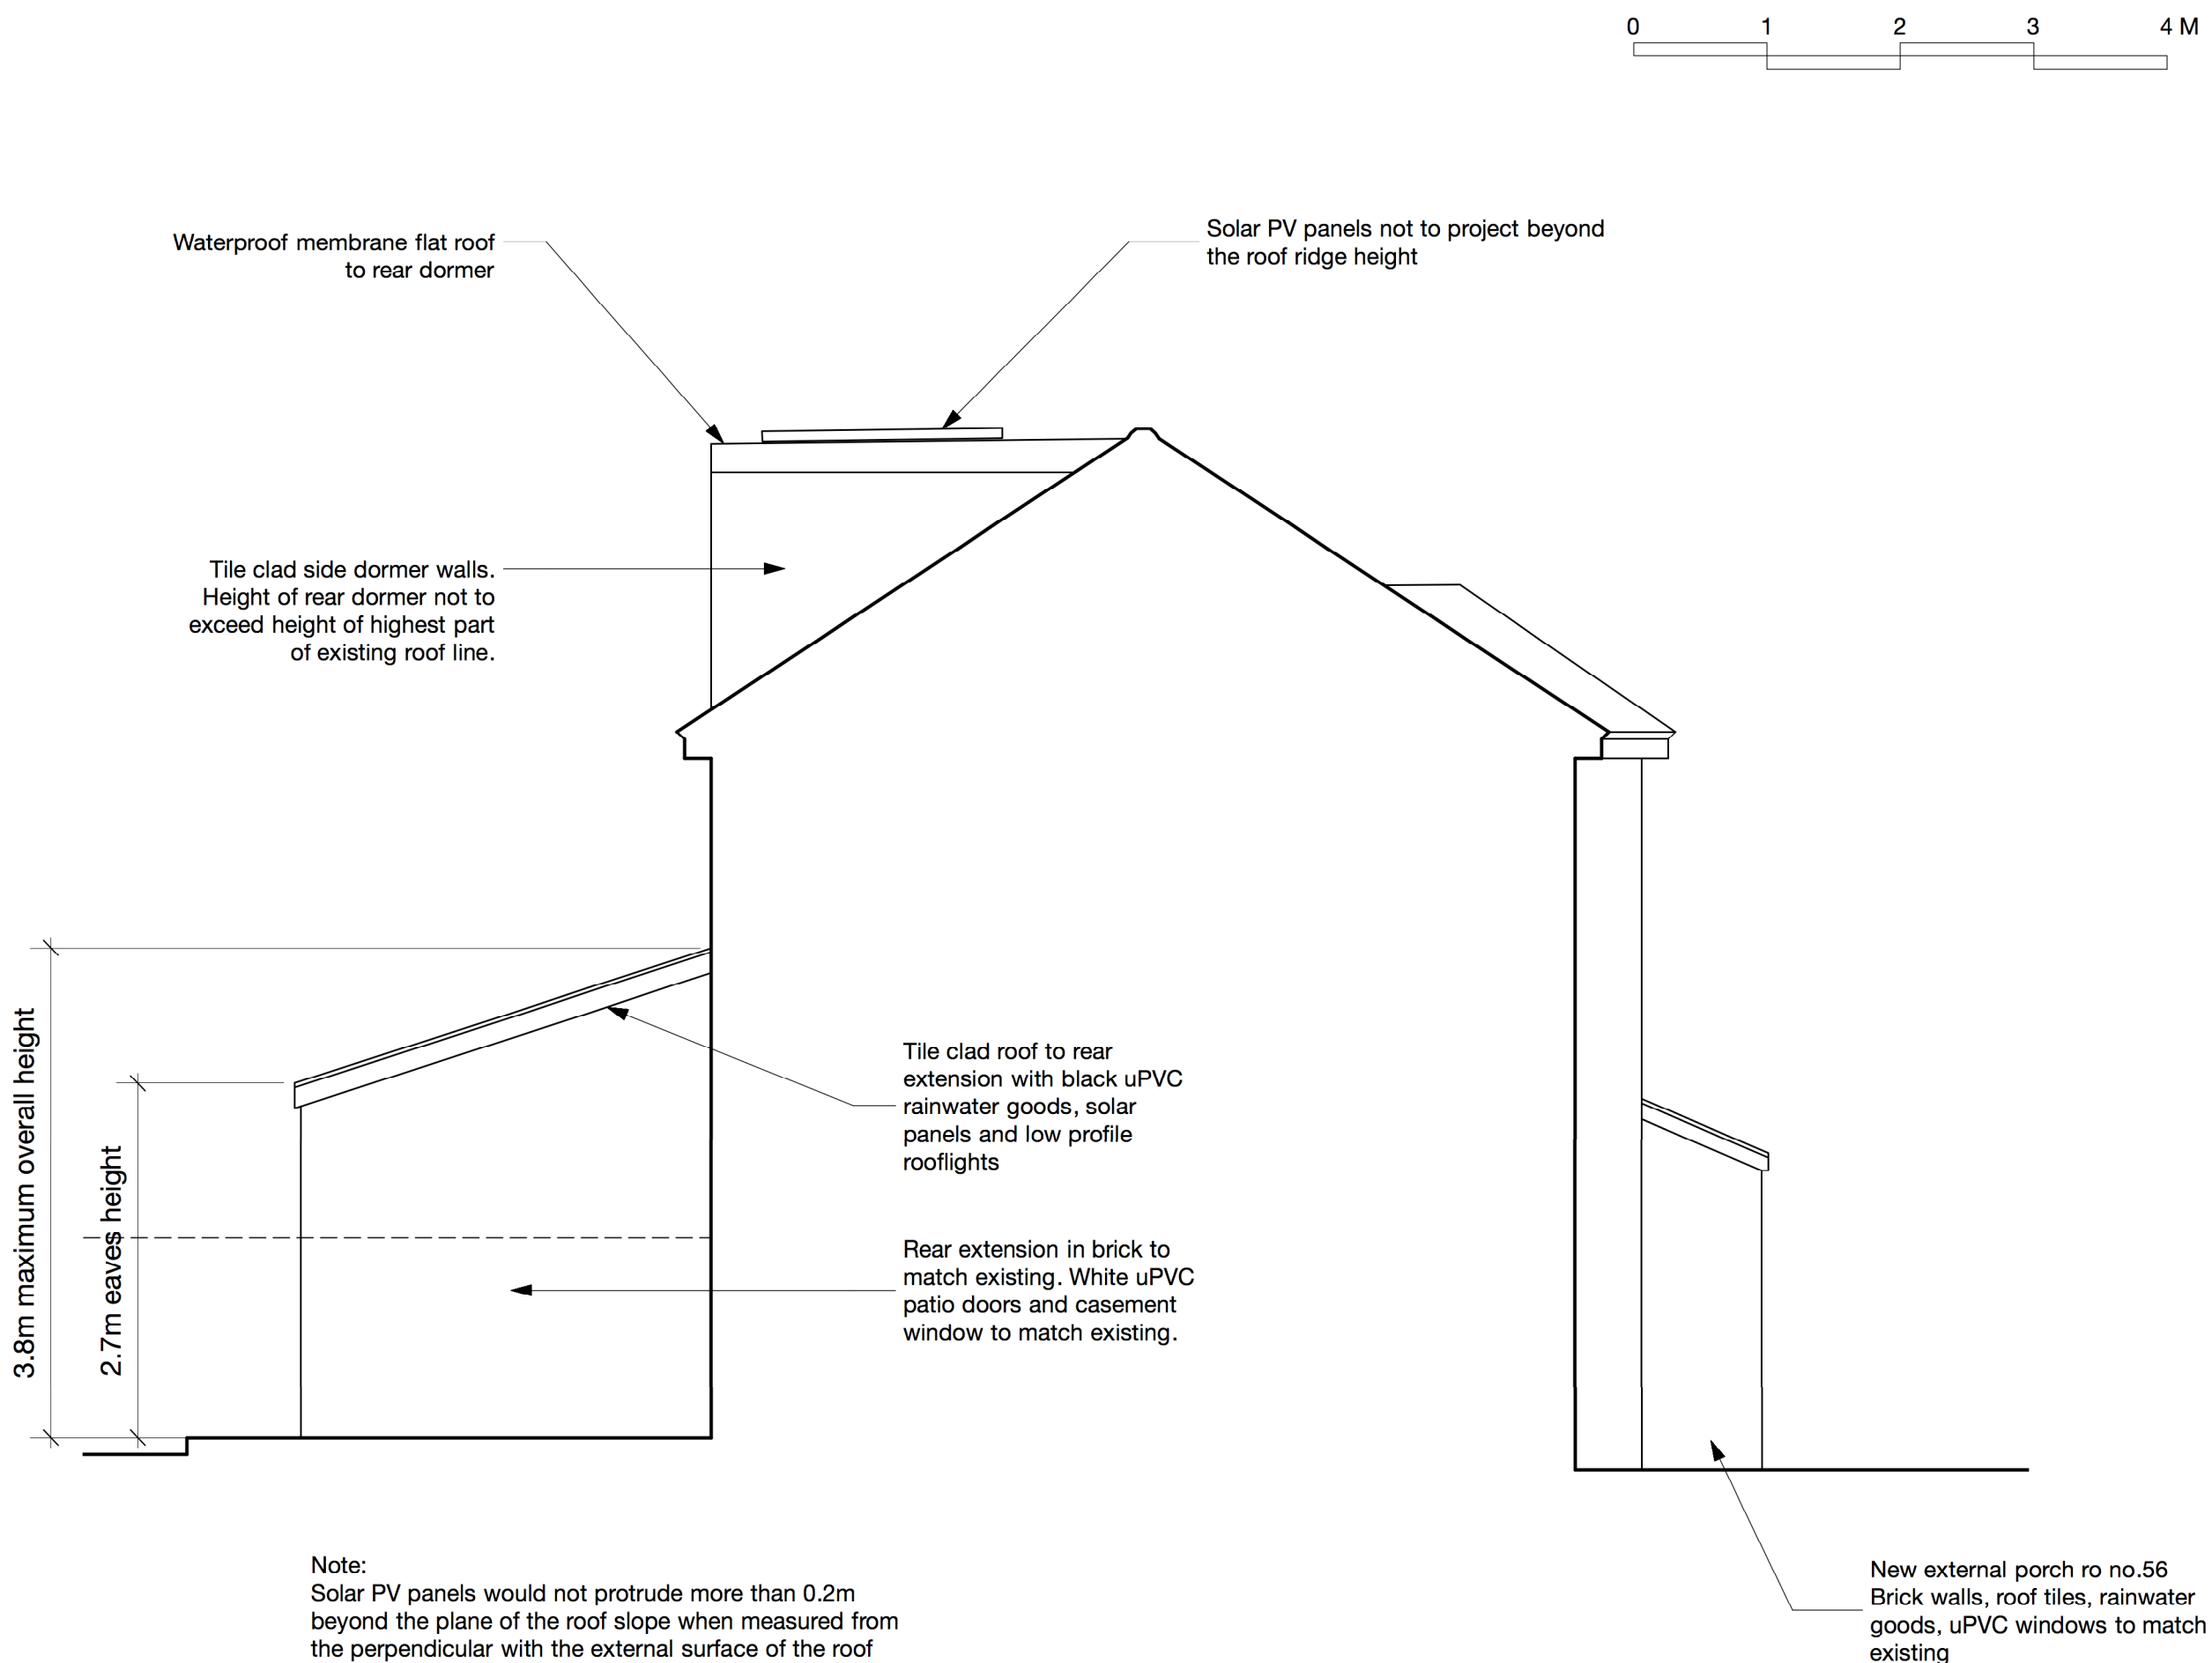 0 1 2 3 4 M
Waterproof membrane flat roof
to rear dormer
Solar PV panels not to project beyond
the roof ridge height
Tile clad side dormer walls.
Height of rear dormer not to
exceed height of highest part
of existing roof line.
3.8m maximum overall height
2.7m eaves height
Tile clad roof to rear
extension with black uPVC
rainwater goods, solar
panels and low profile
rooflights
Rear extension in brick to
match existing. White uPVC
patio doors and casement
window to match existing.
Note:
Solar PV panels would not protrude more than 0.2m
beyond the plane of the roof slope when measured from
the perpendicular with the external surface of the roof
New external porch ro no.56
Brick walls, roof tiles, rainwater
goods, uPVC windows to match
existing